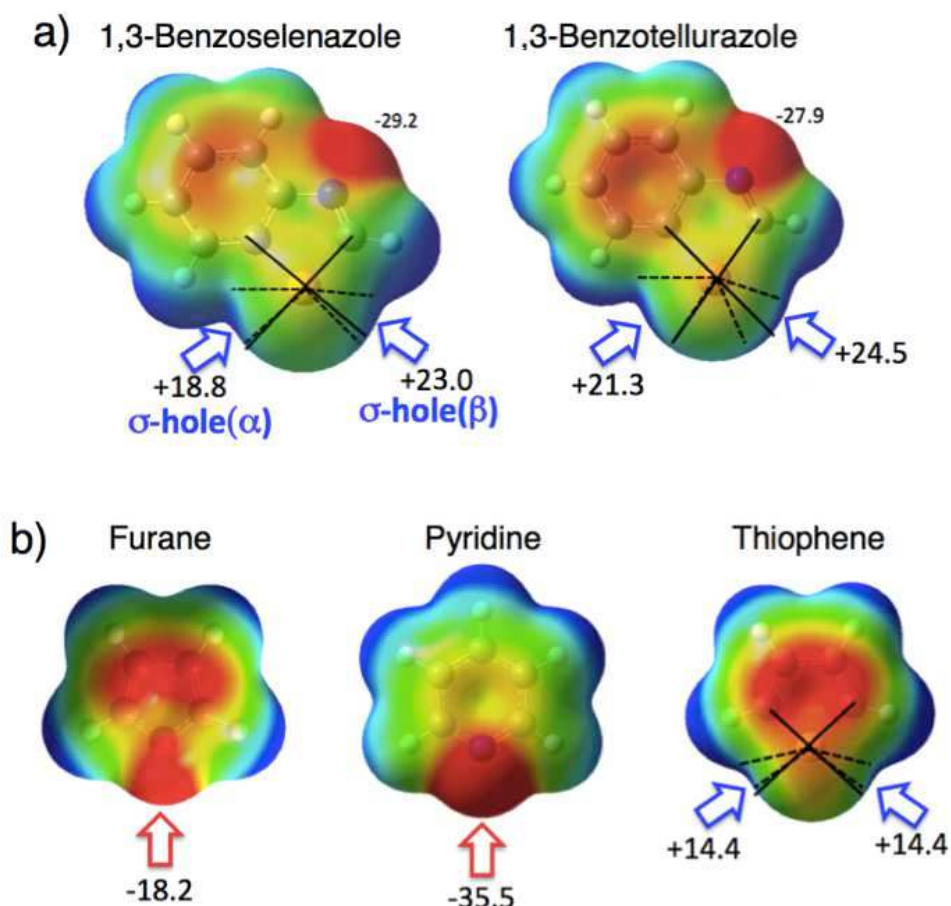 a) 1,3-Benzoselenazole 1,3-Benzotellurazole
-29.2 -27.9
+18.8 +23.0 +21.3 +24.5
σ-hole(α) σ-hole(β)
b) Furane Pyridine Thiophene
+14.4 +14.4
-18.2 -35.5